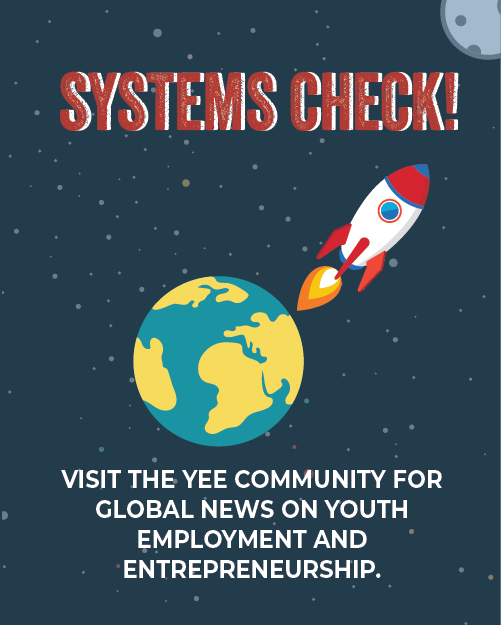 SYSTEMS CHECK!
VISIT THE YEE COMMUNITY FOR
GLOBAL NEWS ON YOUTH
EMPLOYMENT AND
ENTREPRENEURSHIP.